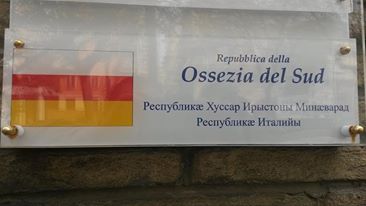 Repubblica della
Ossezia del Sud
Республикæ Хуссар Ирыстоны Минæварад
Республикæ Италийы